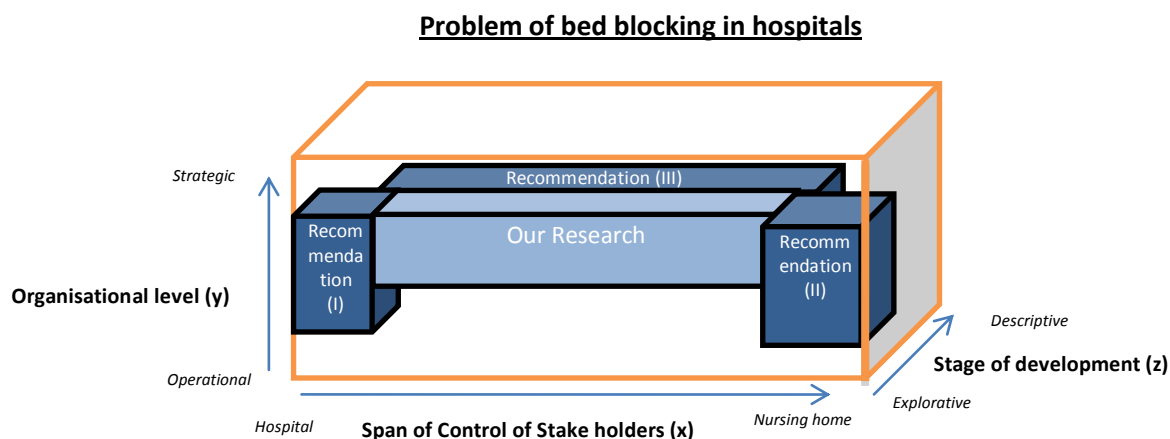 Problem of bed blocking in hospitals
Strategic
Recommendation (III)
Recom
menda
tion
(I)
Our Research
Recomm
endation
(II)
Organisational level (y)
Descriptive
Stage of development (z)
Operational
Explorative
Hospital
Nursing home
Span of Control of Stake holders (x)